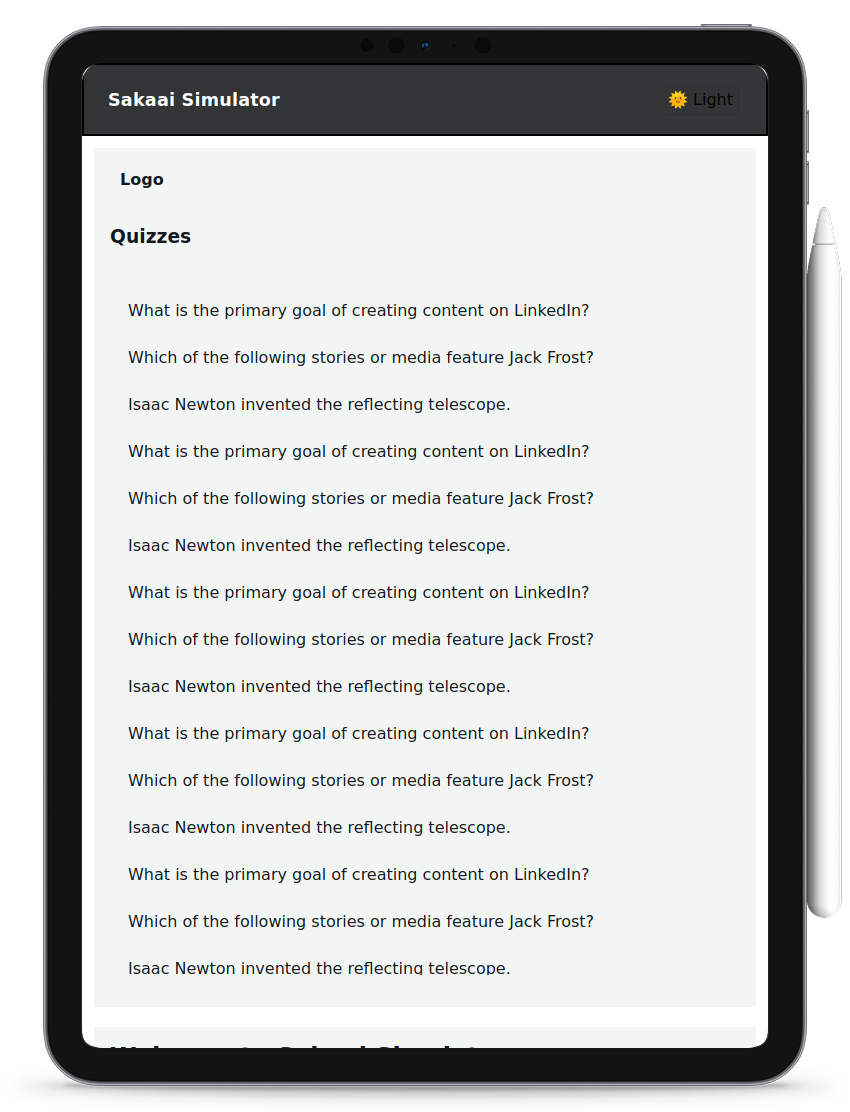 Sakaai Simulator
🌞 Light
Logo
Quizzes
What is the primary goal of creating content on LinkedIn?
Which of the following stories or media feature Jack Frost?
Isaac Newton invented the reflecting telescope.
What is the primary goal of creating content on LinkedIn?
Which of the following stories or media feature Jack Frost?
Isaac Newton invented the reflecting telescope.
What is the primary goal of creating content on LinkedIn?
Which of the following stories or media feature Jack Frost?
Isaac Newton invented the reflecting telescope.
What is the primary goal of creating content on LinkedIn?
Which of the following stories or media feature Jack Frost?
Isaac Newton invented the reflecting telescope.
What is the primary goal of creating content on LinkedIn?
Which of the following stories or media feature Jack Frost?
Isaac Newton invented the reflecting telescope.